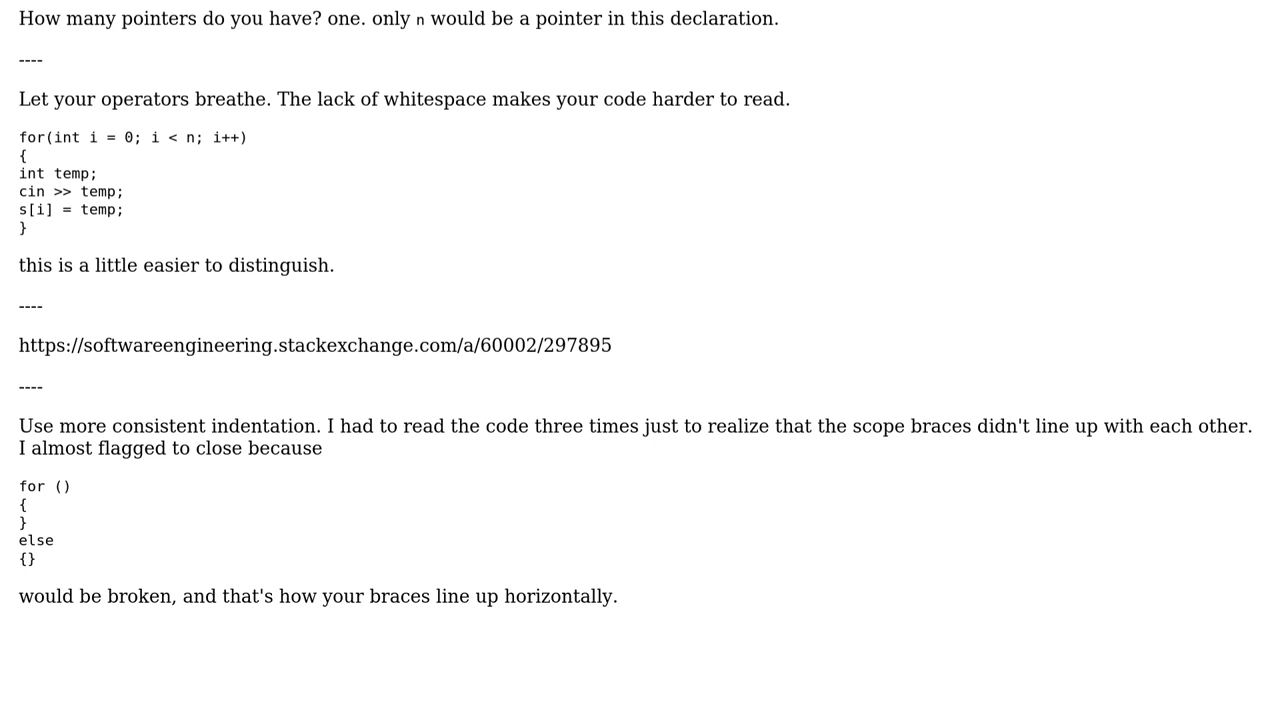 How many pointers do you have? one. only n would be a pointer in this declaration.
----
Let your operators breathe. The lack of whitespace makes your code harder to read.
for(int i = 0; i < n; i++)
{
int temp;
cin >> temp;
s[i] = temp;
}
this is a little easier to distinguish.
----
https://softwareengineering.stackexchange.com/a/60002/297895
----
Use more consistent indentation. I had to read the code three times just to realize that the scope braces didn't line up with each other.
I almost flagged to close because
for ()
{
}
else
{}
would be broken, and that's how your braces line up horizontally.